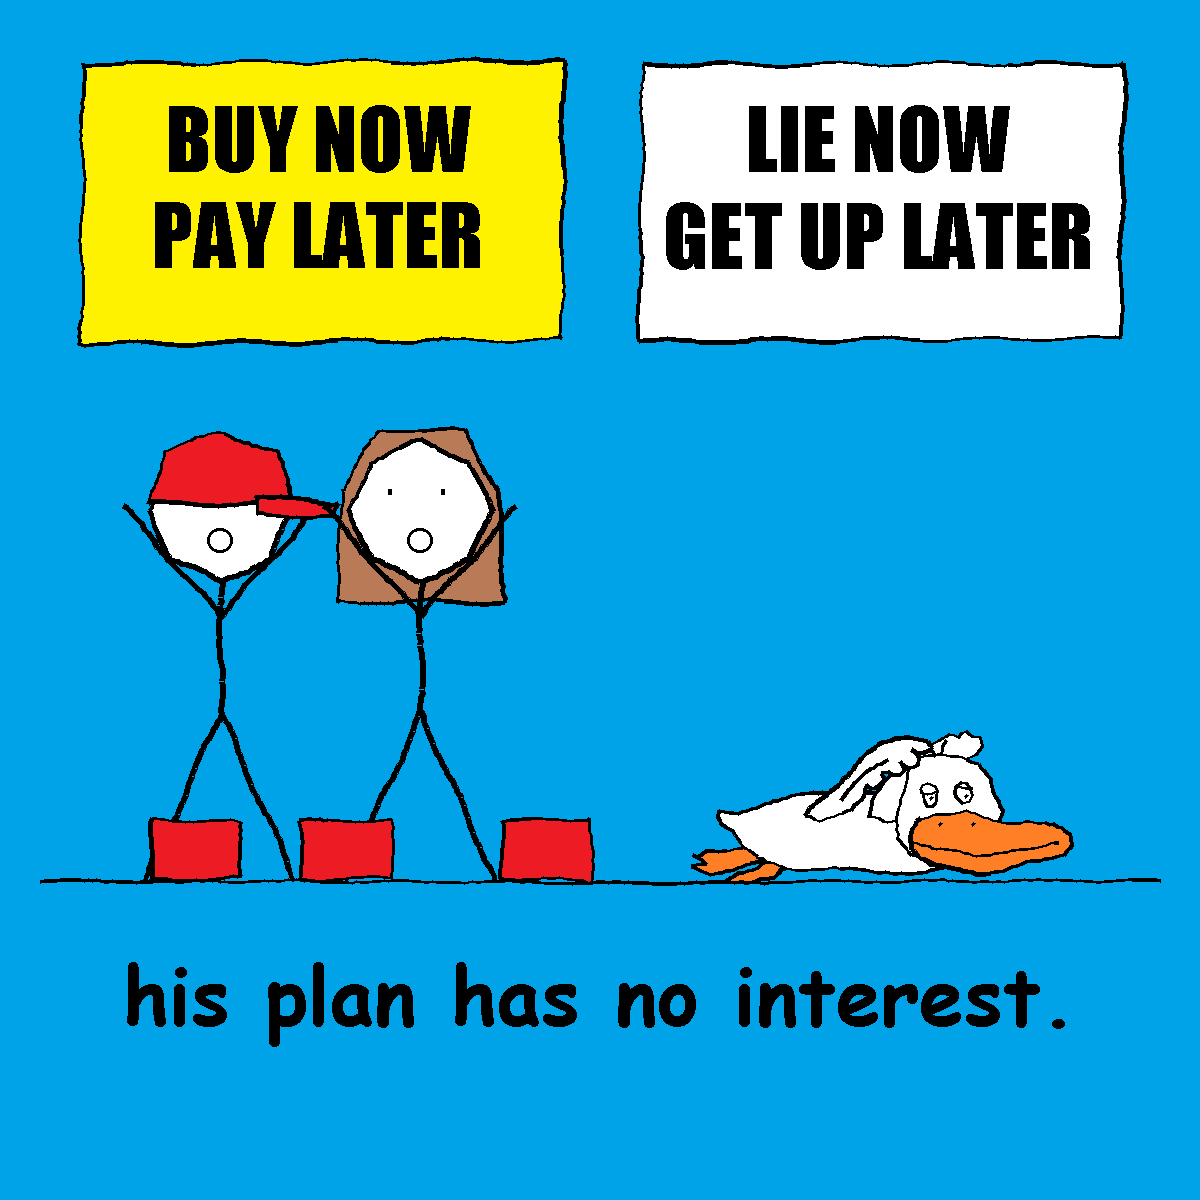 BUY NOW
PAY LATER
LIE NOW
GET UP LATER
his plan has no interest.